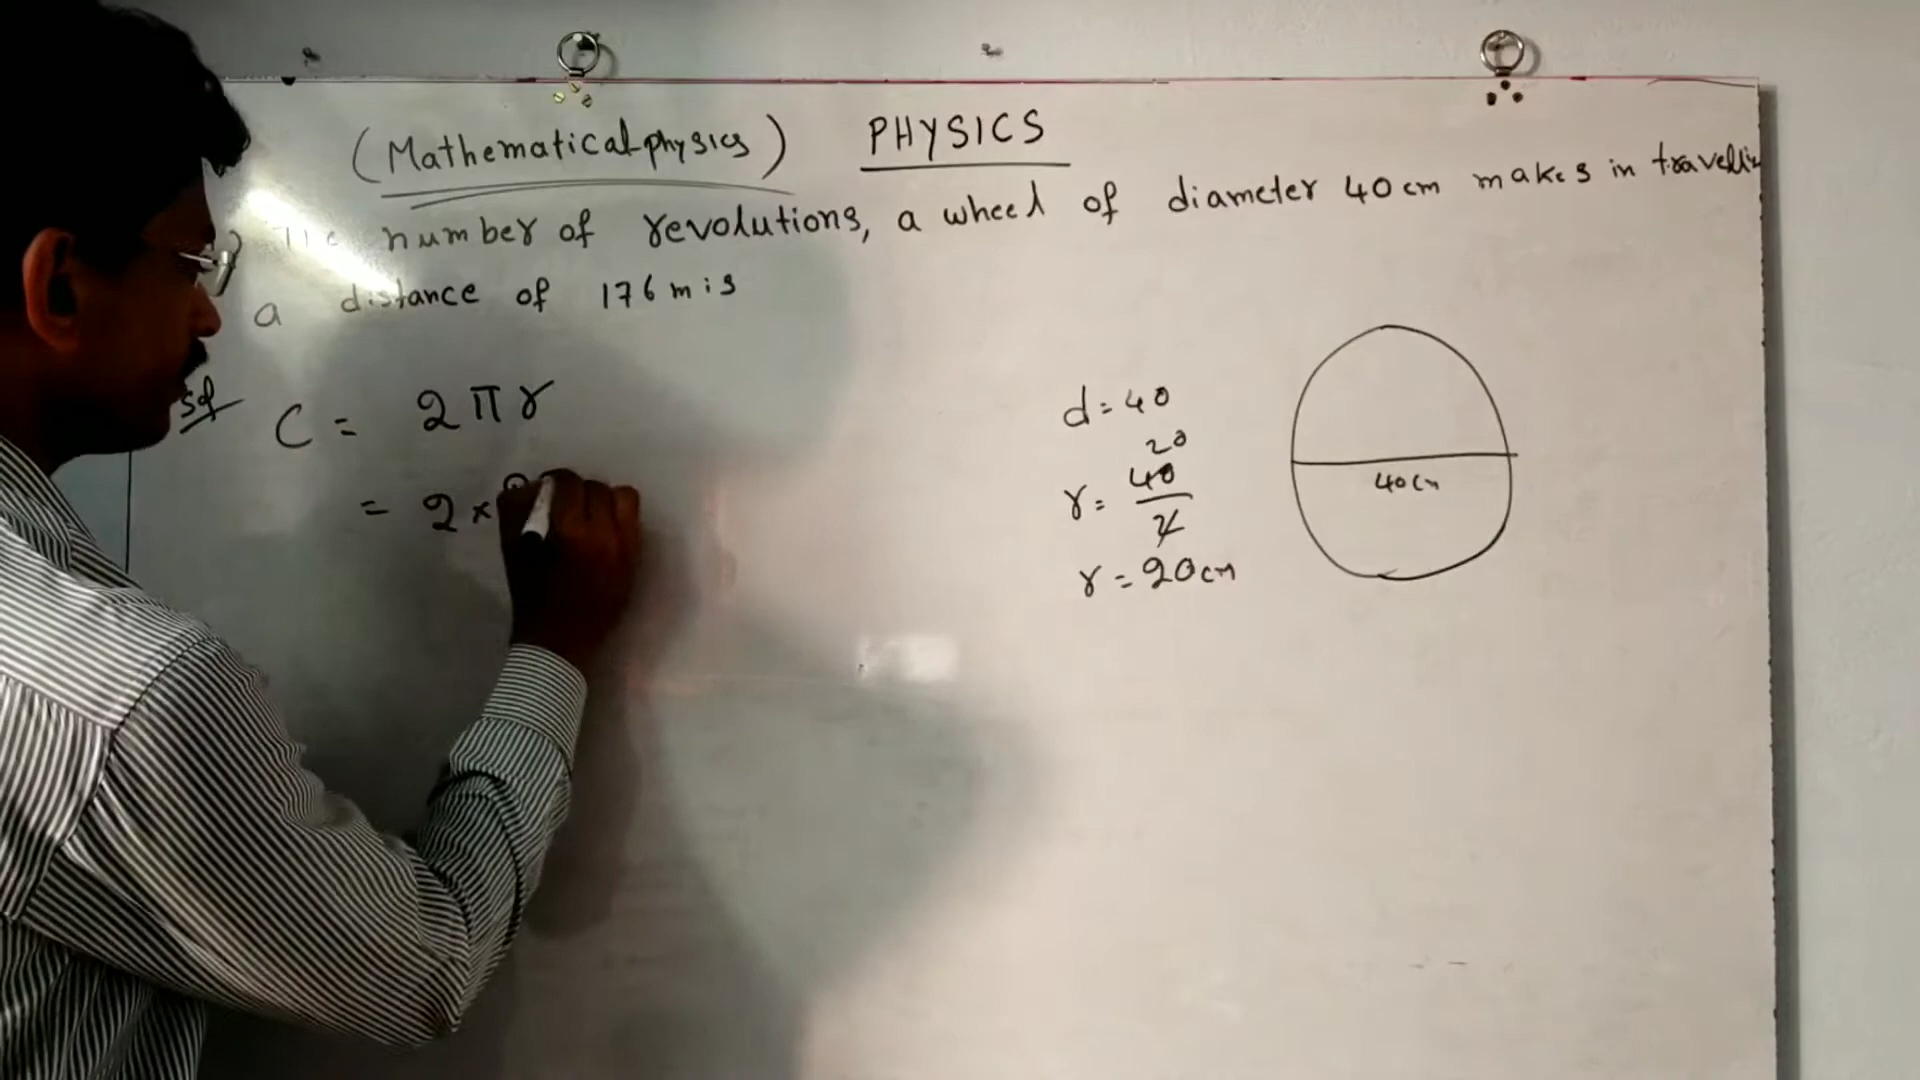 (Mathematical physics) PHYSICS
number of revolutions, a wheel of diameter 40 cm makes in travellin
a distance of 176 m is
Sol C = 2πr
= 2×
d = 40
20
r = 40/2
r = 20cm
40cm